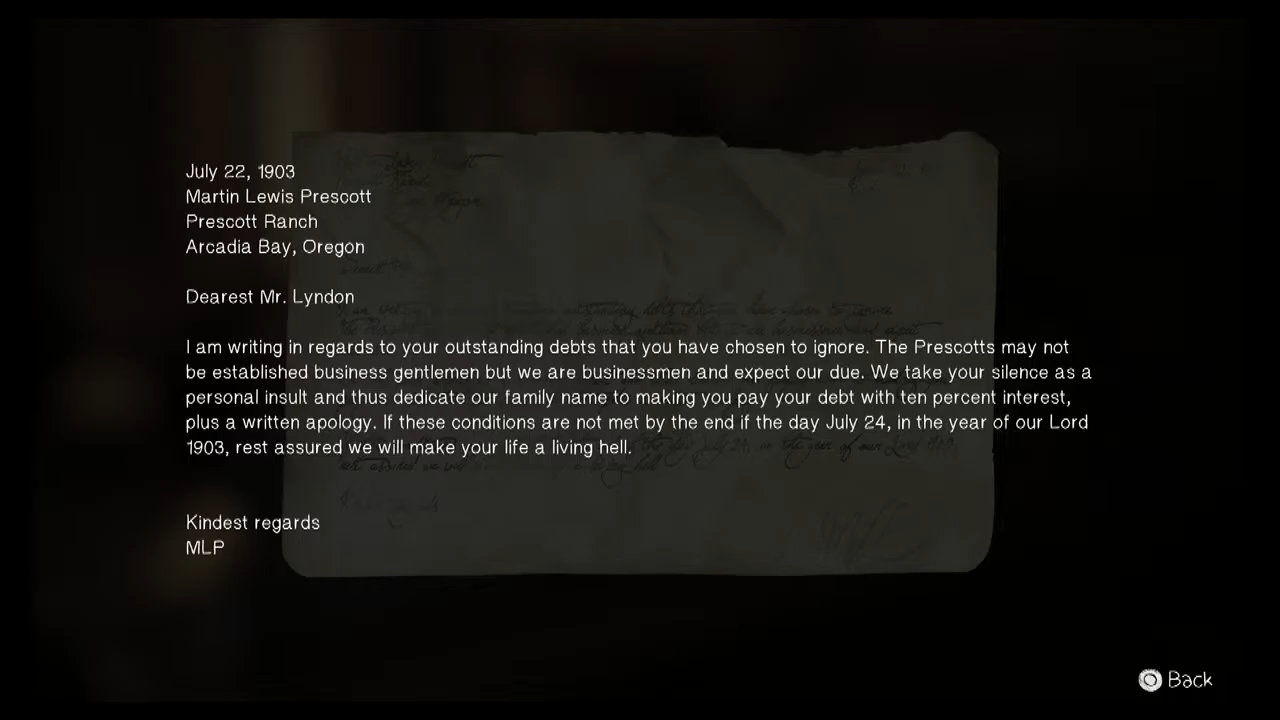 July 22, 1903
Martin Lewis Prescott
Prescott Ranch
Arcadia Bay, Oregon
Dearest Mr. Lyndon
I am writing in regards to your outstanding debts that you have chosen to ignore. The Prescotts may not
be established business gentlemen but we are businessmen and expect our due. We take your silence as a
personal insult and thus dedicate our family name to making you pay your debt with ten percent interest,
plus a written apology. If these conditions are not met by the end if the day July 24, in the year of our Lord
1903, rest assured we will make your life a living hell.
Kindest regards
MLP
Back